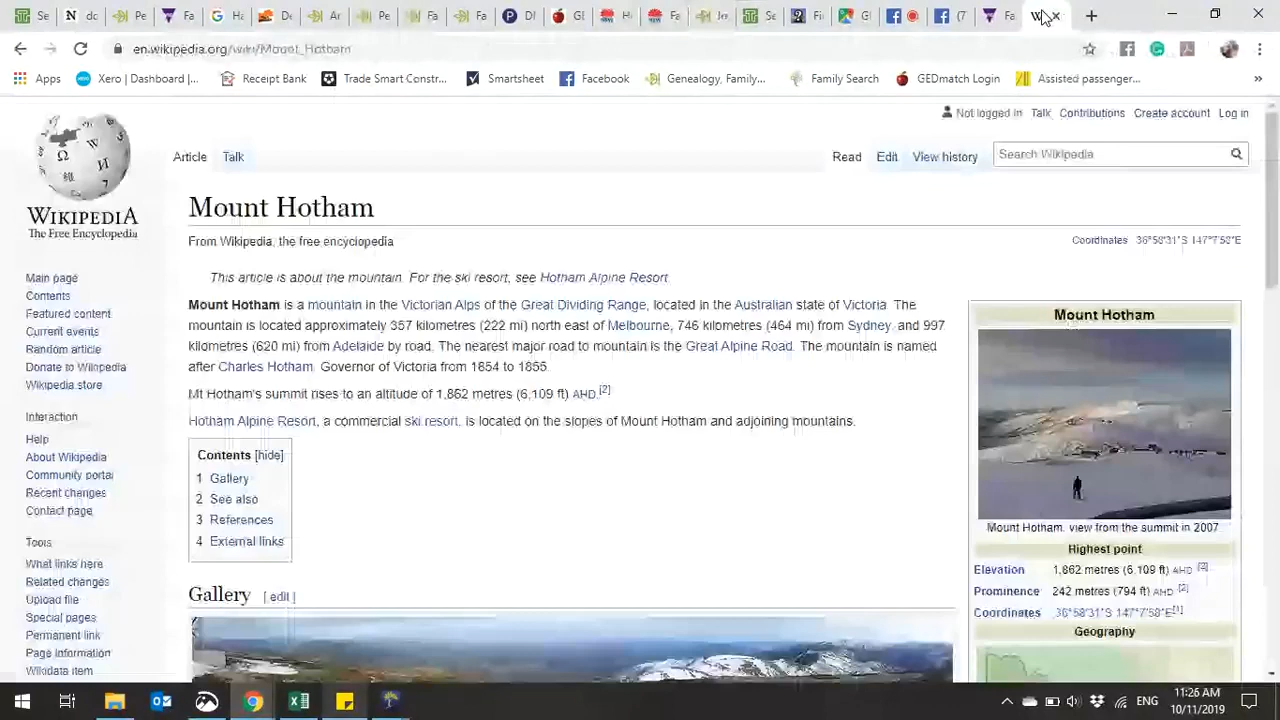 Se
dc
Pe
Fa
Ha
De
Ar
Pe
Fa
Fa
DI
GE
Fa
Se
Fi
Gl
(7
Fa
en.wikipedia.org/wiki/Mount_Hotham
Apps
Xero | Dashboard |...
Receipt Bank
Trade Smart Constr...
Smartsheet
Facebook
Genealogy, Family...
Family Search
GEDmatch Login
Assisted passenger...
»
Not logged in Talk Contributions Create account Log in
Article Talk
Read Edit View history
Search Wikipedia
WIKIPEDIA
The Free Encyclopedia
Mount Hotham
From Wikipedia, the free encyclopedia
Coordinates 36°58'31"S 147°7'58"E
This article is about the mountain. For the ski resort, see Hotham Alpine Resort.
Mount Hotham is a mountain in the Victorian Alps of the Great Dividing Range, located in the Australian state of Victoria. The
mountain is located approximately 357 kilometres (222 mi) north east of Melbourne, 746 kilometres (464 mi) from Sydney, and 997
kilometres (620 mi) from Adelaide by road. The nearest major road to mountain is the Great Alpine Road. The mountain is named
after Charles Hotham, Governor of Victoria from 1854 to 1855.
Mt Hotham's summit rises to an altitude of 1,862 metres (6,109 ft) AHD.[2]
Hotham Alpine Resort, a commercial ski resort, is located on the slopes of Mount Hotham and adjoining mountains.
Contents [hide]
1 Gallery
2 See also
3 References
4 External links
Gallery [ edit ]
Main page
Contents
Featured content
Current events
Random article
Donate to Wikipedia
Wikipedia store
Interaction
Help
About Wikipedia
Community portal
Recent changes
Contact page
Tools
What links here
Related changes
Upload file
Special pages
Permanent link
Page information
Wikidata item
Mount Hotham
Mount Hotham, view from the summit in 2007
Highest point
Elevation 1,862 metres (6,109 ft) AHD [2]
Prominence 242 metres (794 ft) AHD [2]
Coordinates 36°58'31"S 147°7'58"E[1]
Geography
ENG
11:26 AM
10/11/2019